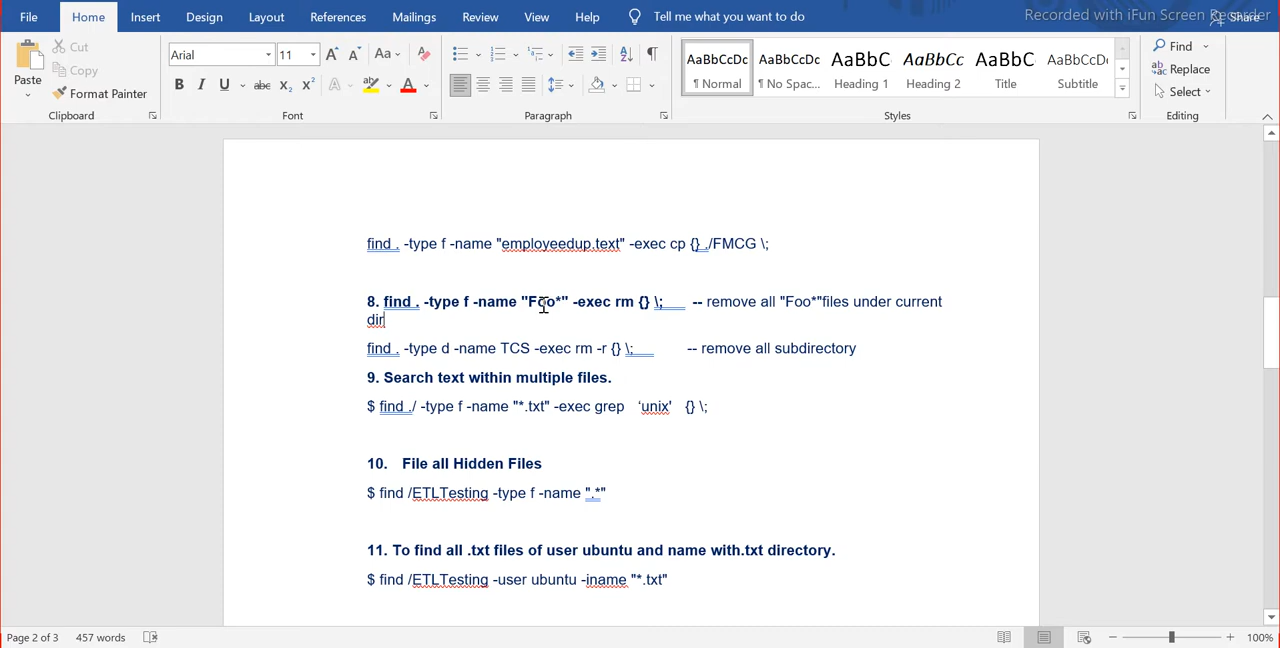 File Home Insert Design Layout References Mailings Review View Help Tell me what you want to do Recorded with iFun Screen Recorder Share
Cut
Copy
Format Painter
Paste
Arial 11 Aa
B I U abc X₂ X² A A
AaBbCcDc AaBbCcDc AaBbC AaBbCc AaBbC AaBbCcDc
¶ Normal ¶ No Spac... Heading 1 Heading 2 Title Subtitle
Find
Replace
Select
Clipboard Font Paragraph Styles Editing
find . -type f -name "employeedup.text" -exec cp {} ./FMCG \;
8. find . -type f -name "Foo*" -exec rm {} \; -- remove all "Foo*"files under current
dir
find . -type d -name TCS -exec rm -r {} \; -- remove all subdirectory
9. Search text within multiple files.
$ find ./ -type f -name "*.txt" -exec grep ‘unix’ {} \;
10. File all Hidden Files
$ find /ETLTesting -type f -name ".*"
11. To find all .txt files of user ubuntu and name with.txt directory.
$ find /ETLTesting -user ubuntu -iname "*.txt"
Page 2 of 3 457 words 100%